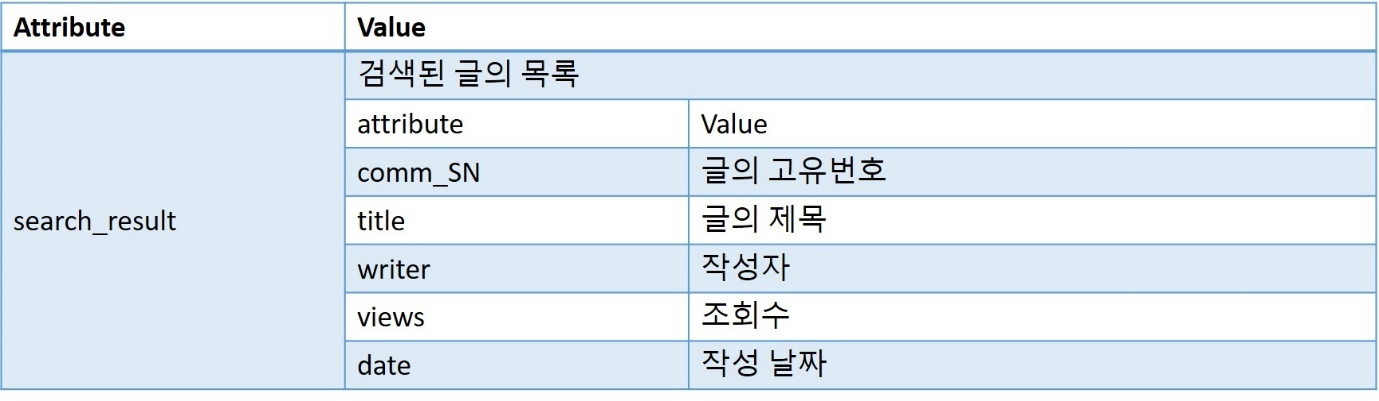 Attribute Value
검색된 글의 목록
attribute Value
comm_SN 글의 고유번호
search_result
title 글의 제목
writer 작성자
views 조회수
date 작성 날짜